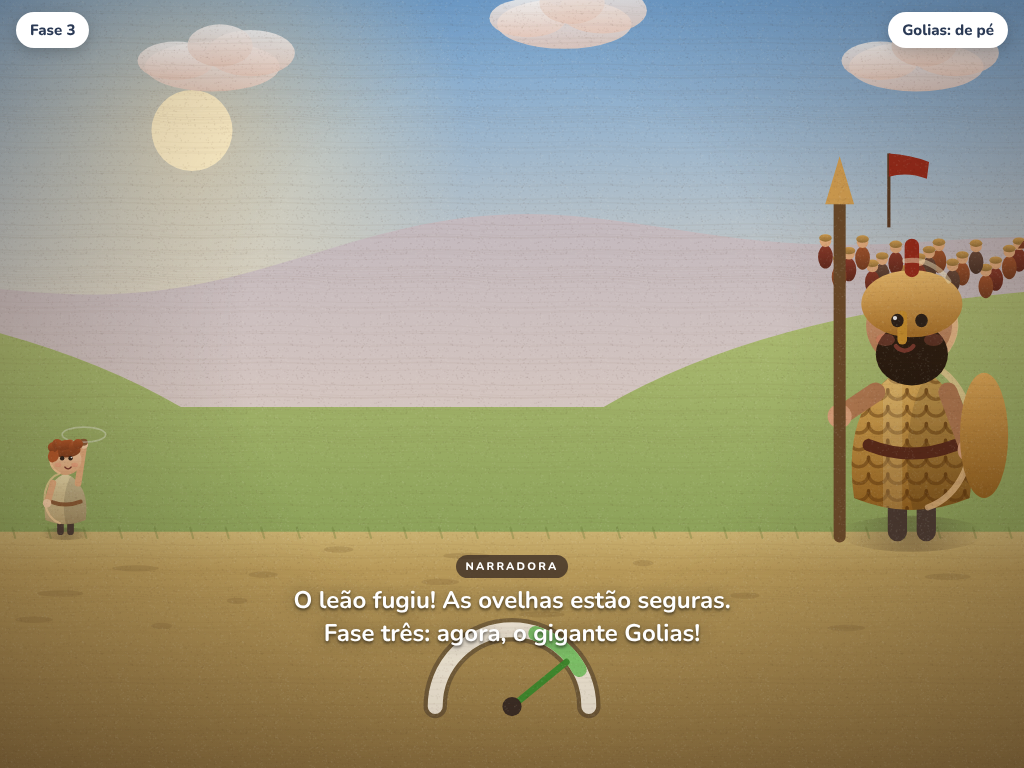 Fase 3
Golias: de pé
NARRADORA
O leão fugiu! As ovelhas estão seguras.
Fase três: agora, o gigante Golias!